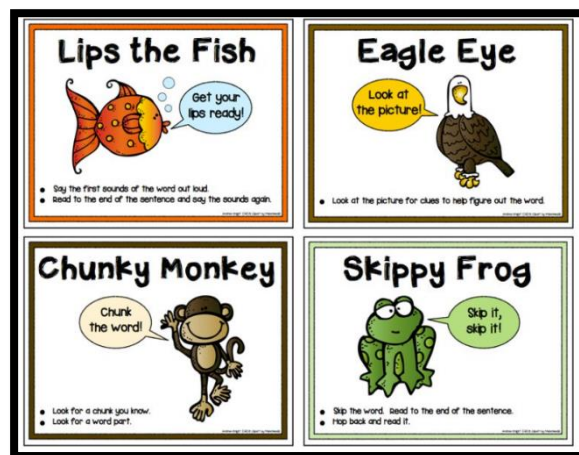 Lips the Fish
Get your
lips ready!
Say the first sounds of the word out loud.
Read to the end of the sentence and say the sounds again.
Eagle Eye
Look at
the picture!
Look at the picture for clues to help figure out the word.
Chunky Monkey
Chunk
the word!
Look for a chunk you know.
Look for a word part.
Skippy Frog
Skip it,
skip it!
Skip the word. Read to the end of the sentence.
Hop back and read it.